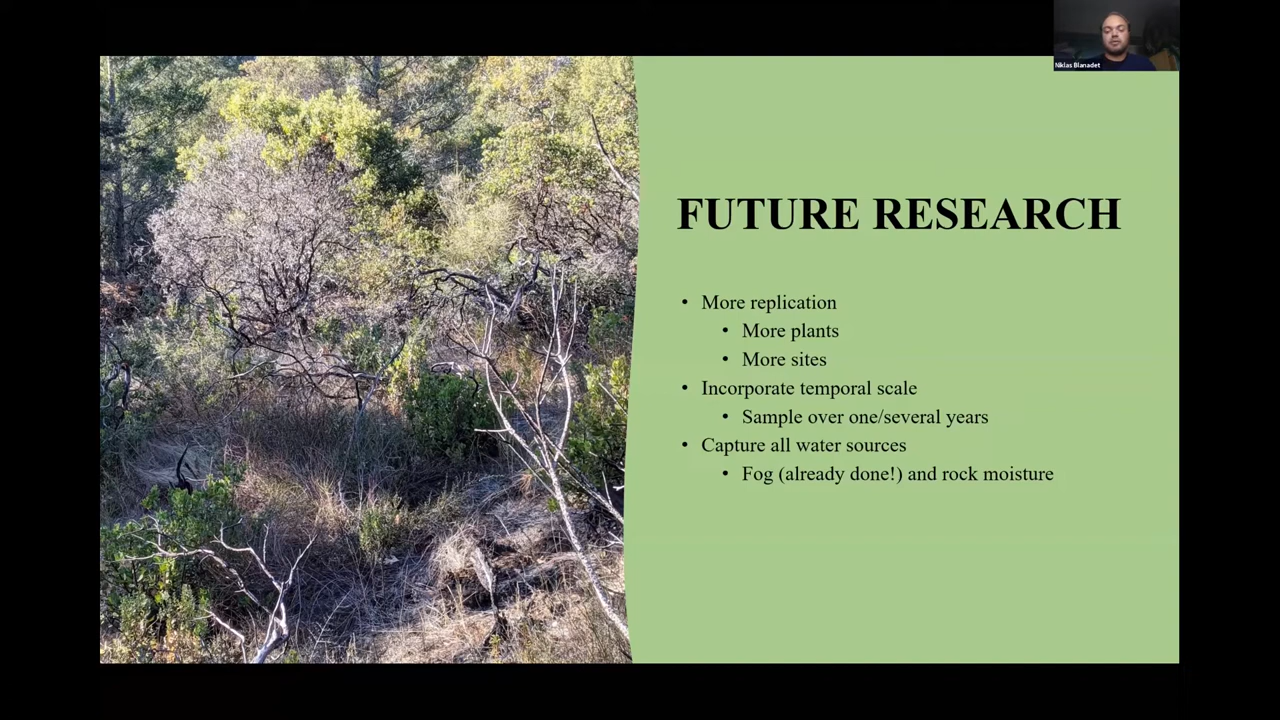 Niklas Blanadet
FUTURE RESEARCH
• More replication
• More plants
• More sites
• Incorporate temporal scale
• Sample over one/several years
• Capture all water sources
• Fog (already done!) and rock moisture